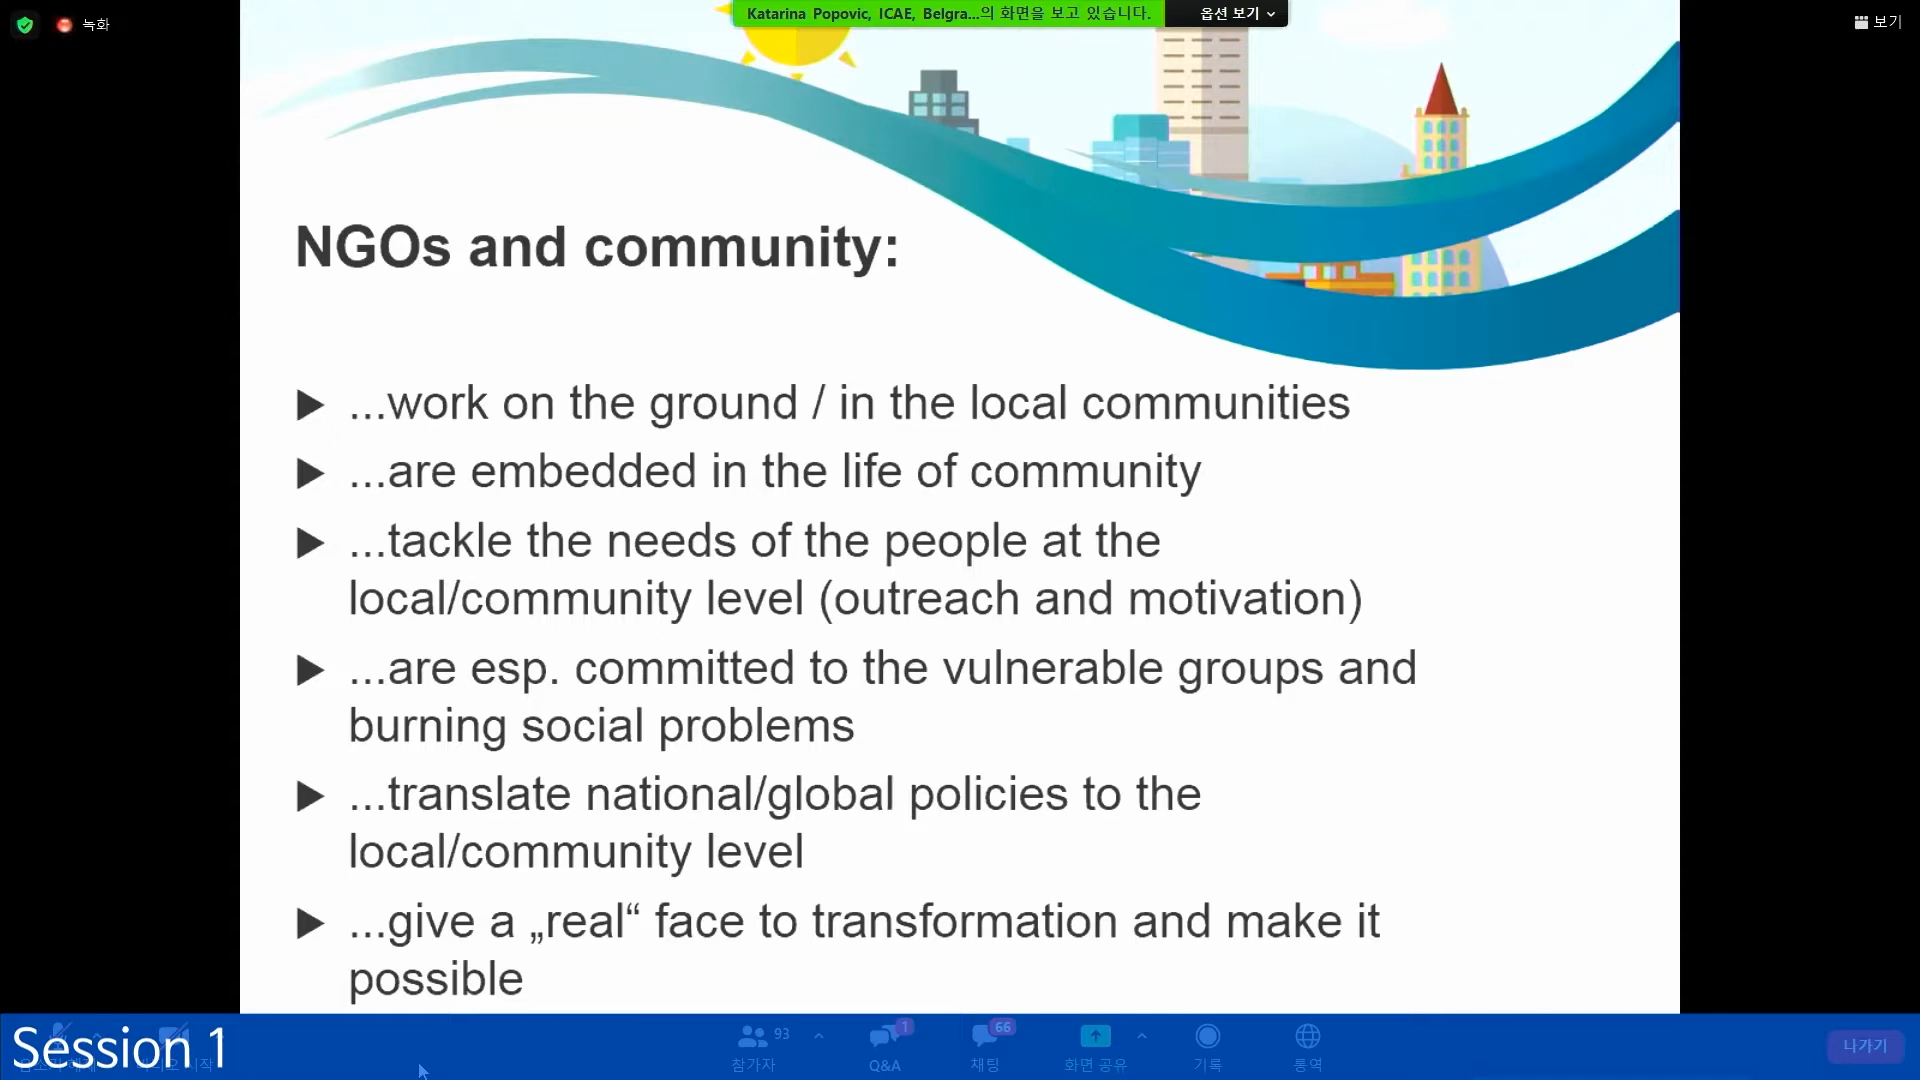 녹화
Katarina Popovic, ICAE, Belgra...의 화면을 보고 있습니다.
옵션 보기
보기
NGOs and community:
...work on the ground / in the local communities
...are embedded in the life of community
...tackle the needs of the people at the
local/community level (outreach and motivation)
...are esp. committed to the vulnerable groups and
burning social problems
...translate national/global policies to the
local/community level
...give a „real“ face to transformation and make it
possible
Session 1
93
참가자
1
Q&A
66
채팅
화면 공유
기록
통역
나가기